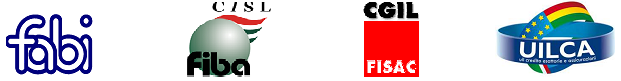 fabi
CISL
Fiba
CGIL
FISAC
UILCA
uil credito esattorie e assicurazioni